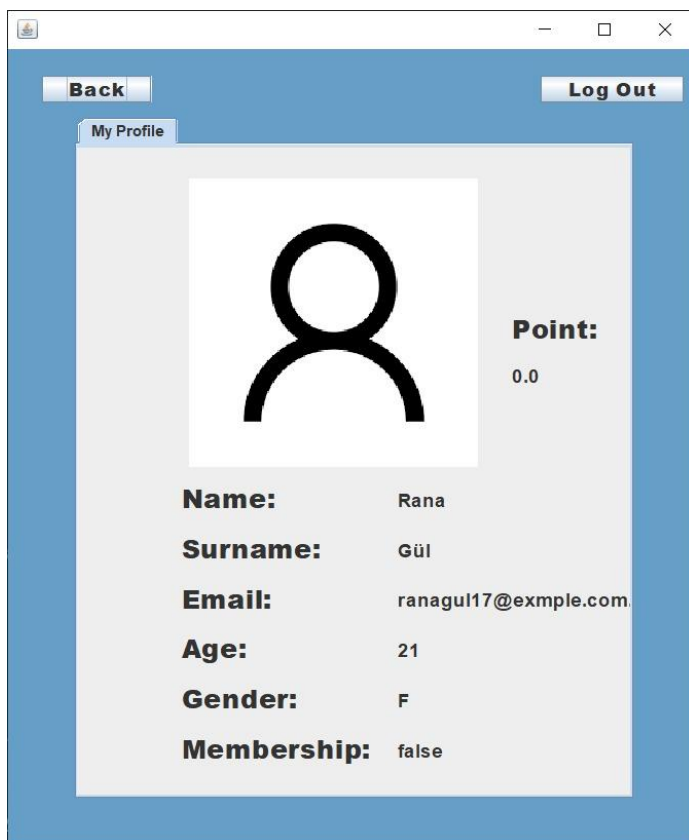 Back
Log Out
My Profile
Point:
0.0
Name: Rana
Surname: Gül
Email: ranagul17@exmple.com.
Age: 21
Gender: F
Membership: false